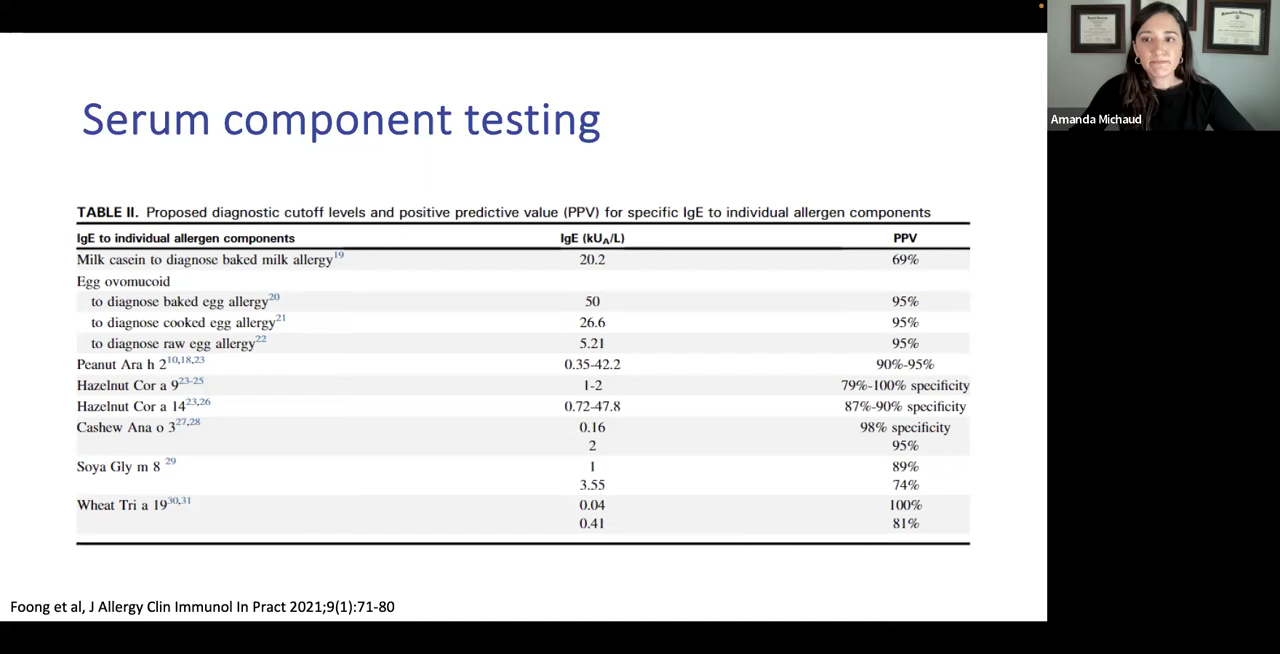 Serum component testing
TABLE II. Proposed diagnostic cutoff levels and positive predictive value (PPV) for specific IgE to individual allergen components
IgE to individual allergen components IgE (kUA/L) PPV
Milk casein to diagnose baked milk allergy19 20.2 69%
Egg ovomucoid
to diagnose baked egg allergy20 50 95%
to diagnose cooked egg allergy21 26.6 95%
to diagnose raw egg allergy22 5.21 95%
Peanut Ara h 210,18,23 0.35-42.2 90%-95%
Hazelnut Cor a 923-25 1-2 79%-100% specificity
Hazelnut Cor a 1423,26 0.72-47.8 87%-90% specificity
Cashew Ana o 327,28 0.16 98% specificity
2 95%
Soya Gly m 8 29 1 89%
3.55 74%
Wheat Tri a 1930,31 0.04 100%
0.41 81%
Foong et al, J Allergy Clin Immunol In Pract 2021;9(1):71-80
Amanda Michaud